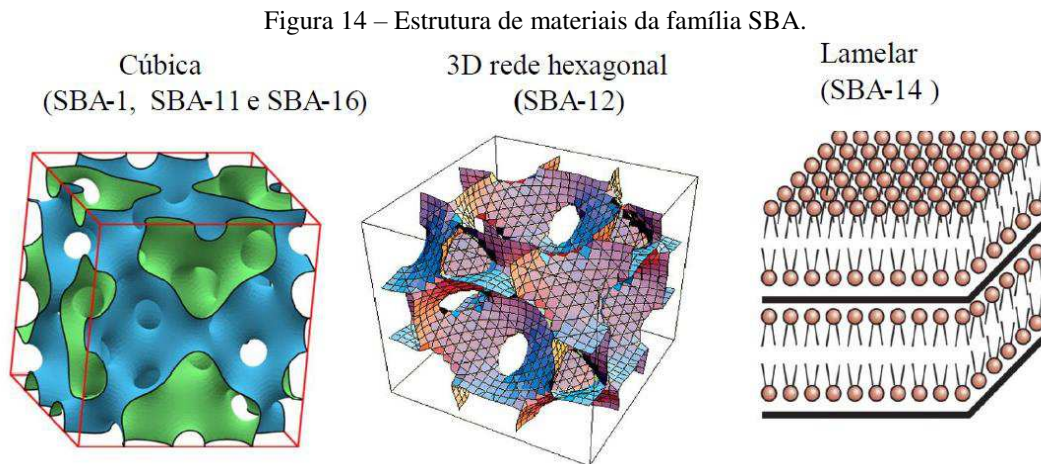 Figura 14 – Estrutura de materiais da família SBA.
Cúbica
(SBA-1, SBA-11 e SBA-16)
3D rede hexagonal
(SBA-12)
Lamelar
(SBA-14 )